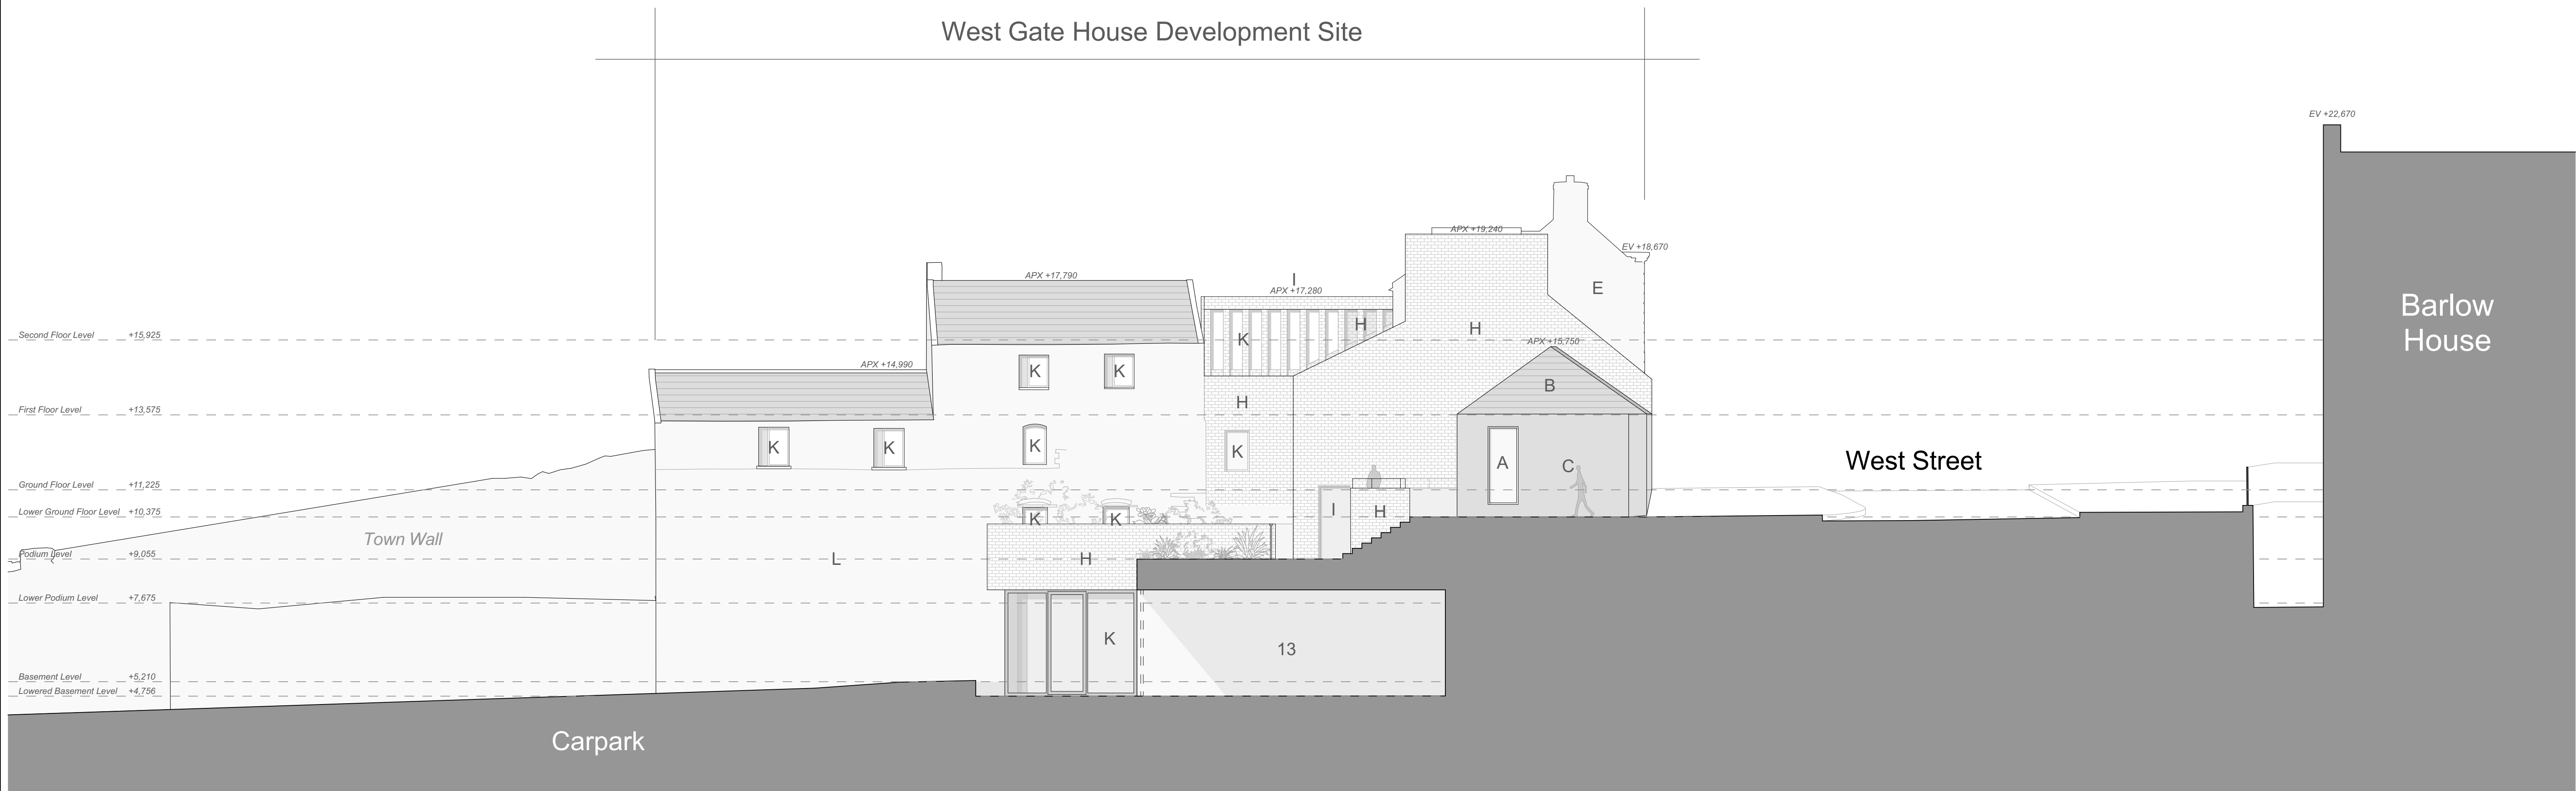 West Gate House Development Site
EV +22,670
APX +19,240
EV +18,670
APX +17,790
I
APX +17,280
E
Barlow
House
Second Floor Level +15,925
K
H
H
APX +15,750
APX +14,990
K
K
B
First Floor Level +13,575
H
K
K
K
K
A
C
West Street
Ground Floor Level +11,225
Lower Ground Floor Level +10,375
K
K
I
H
Town Wall
Podium Level +9,055
L
H
Lower Podium Level +7,675
K
13
Basement Level +5,210
Lowered Basement Level +4,756
Carpark